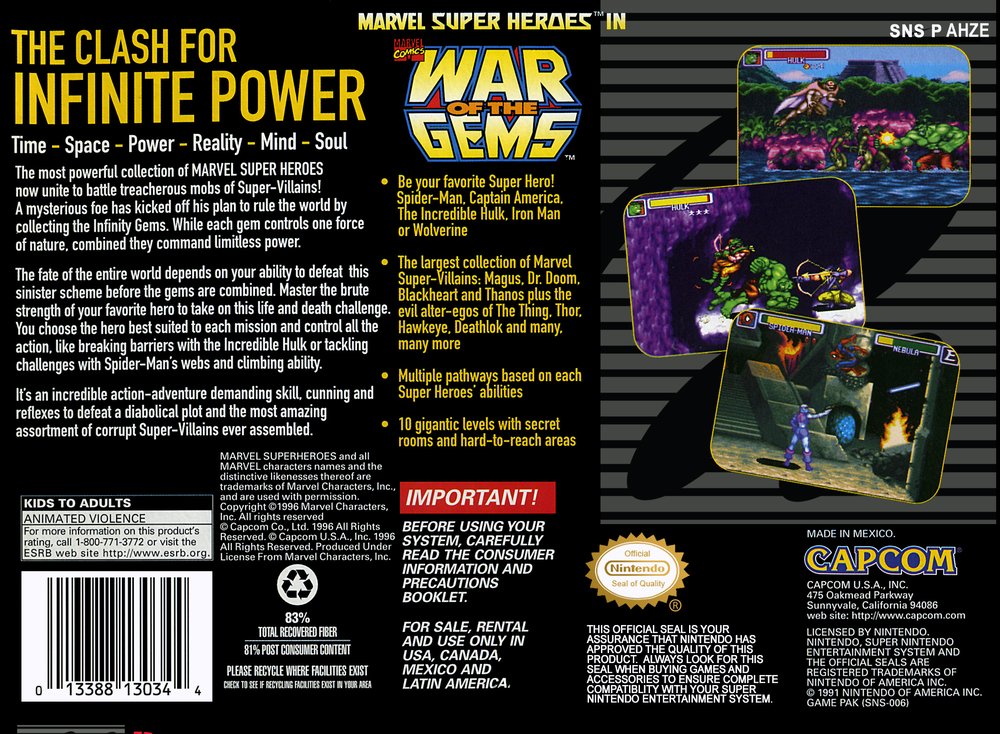 MARVEL SUPER HEROES™ IN
MARVEL
COMICS
WAR
OF THE
GEMS™
SNS P AHZE
THE CLASH FOR
INFINITE POWER
Time – Space – Power – Reality – Mind – Soul
The most powerful collection of MARVEL SUPER HEROES
now unite to battle treacherous mobs of Super-Villains!
A mysterious foe has kicked off his plan to rule the world by
collecting the Infinity Gems. While each gem controls one force
of nature, combined they command limitless power.
The fate of the entire world depends on your ability to defeat this
sinister scheme before the gems are combined. Master the brute
strength of your favorite hero to take on this life and death challenge.
You choose the hero best suited to each mission and control all the
action, like breaking barriers with the Incredible Hulk or tackling
challenges with Spider-Man's webs and climbing ability.
It's an incredible action-adventure demanding skill, cunning and
reflexes to defeat a diabolical plot and the most amazing
assortment of corrupt Super-Villains ever assembled.
• Be your favorite Super Hero!
Spider-Man, Captain America,
The Incredible Hulk, Iron Man
or Wolverine
• The largest collection of Marvel
Super-Villains: Magus, Dr. Doom,
Blackheart and Thanos plus the
evil alter-egos of The Thing, Thor,
Hawkeye, Deathlok and many,
many more
• Multiple pathways based on each
Super Heroes' abilities
• 10 gigantic levels with secret
rooms and hard-to-reach areas
HULK
HULK
SPIDER-MAN
NEBULA
KIDS TO ADULTS
ANIMATED VIOLENCE
For more information on this product's
rating, call 1-800-771-3772 or visit the
ESRB web site http://www.esrb.org.
MARVEL SUPERHEROES and all
MARVEL characters names and the
distinctive likenesses thereof are
trademarks of Marvel Characters, Inc.,
and are used with permission.
Copyright ©1996 Marvel Characters,
Inc. All rights reserved
© Capcom Co., Ltd. 1996 All Rights
Reserved. © Capcom U.S.A., Inc. 1996
All Rights Reserved. Produced Under
License From Marvel Characters, Inc.
0 13388 13034 4
83%
TOTAL RECOVERED FIBER
81% POST CONSUMER CONTENT
PLEASE RECYCLE WHERE FACILITIES EXIST
CHECK TO SEE IF RECYCLING FACILITIES EXIST IN YOUR AREA
IMPORTANT!
BEFORE USING YOUR
SYSTEM, CAREFULLY
READ THE CONSUMER
INFORMATION AND
PRECAUTIONS
BOOKLET.
FOR SALE, RENTAL
AND USE ONLY IN
USA, CANADA,
MEXICO AND
LATIN AMERICA.
Official
Nintendo
Seal of Quality
®
THIS OFFICIAL SEAL IS YOUR
ASSURANCE THAT NINTENDO HAS
APPROVED THE QUALITY OF THIS
PRODUCT. ALWAYS LOOK FOR THIS
SEAL WHEN BUYING GAMES AND
ACCESSORIES TO ENSURE COMPLETE
COMPATIBLITY WITH YOUR SUPER
NINTENDO ENTERTAINMENT SYSTEM.
MADE IN MEXICO.
CAPCOM®
CAPCOM U.S.A., INC.
475 Oakmead Parkway
Sunnyvale, California 94086
web site: http://www.capcom.com
LICENSED BY NINTENDO.
NINTENDO, SUPER NINTENDO
ENTERTAINMENT SYSTEM AND
THE OFFICIAL SEALS ARE
REGISTERED TRADEMARKS OF
NINTENDO OF AMERICA INC.
© 1991 NINTENDO OF AMERICA INC.
GAME PAK (SNS-006)